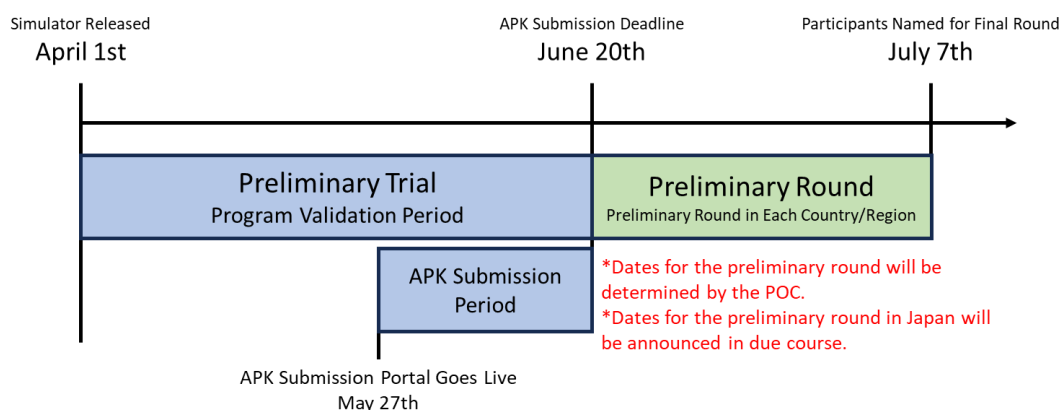 Simulator Released
April 1st
APK Submission Deadline
June 20th
Participants Named for Final Round
July 7th
Preliminary Trial
Program Validation Period
Preliminary Round
Preliminary Round in Each Country/Region
APK Submission
Period
*Dates for the preliminary round will be
determined by the POC.
*Dates for the preliminary round in Japan will
be announced in due course.
APK Submission Portal Goes Live
May 27th